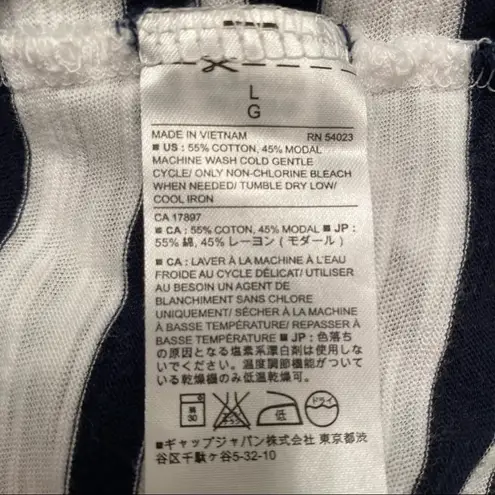 L
G
MADE IN VIETNAM RN 54023
■ US : 55% COTTON, 45% MODAL
MACHINE WASH COLD GENTLE
CYCLE/ ONLY NON-CHLORINE BLEACH
WHEN NEEDED/ TUMBLE DRY LOW/
COOL IRON
CA 17897
■ CA : 55% COTTON, 45% MODAL ■ JP :
55% 綿, 45% レーヨン ( モダール )
■ CA : LAVER À LA MACHINE À L'EAU
FROIDE AU CYCLE DÉLICAT/ UTILISER
AU BESOIN UN AGENT DE
BLANCHIMENT SANS CHLORE
UNIQUEMENT/ SÉCHER À LA MACHINE
À BASSE TEMPÉRATURE/ REPASSER À
BASSE TEMPÉRATURE ■ JP : 色落ち
の原因となる塩素系漂白剤は使用しな
いでください。温度調節機能がついて
いる乾燥機のみ低温乾燥可。
弱
30
低
ドライ
■ギャップジャパン株式会社 東京都渋
谷区千駄ヶ谷5-32-10